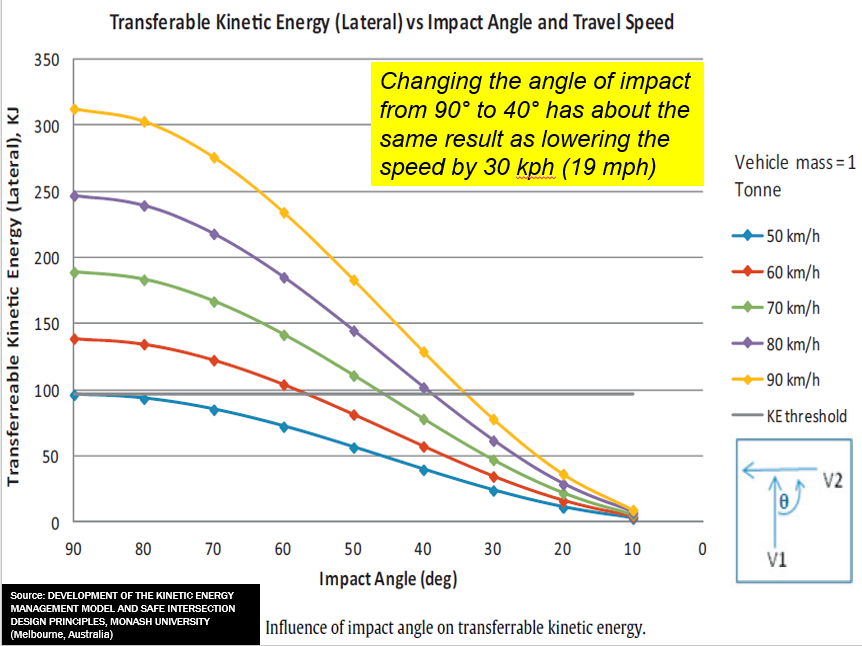 Transferable Kinetic Energy (Lateral) vs Impact Angle and Travel Speed
Transferreable Kinetic Energy (Lateral), KJ
350
300
250
200
150
100
50
0
Changing the angle of impact
from 90° to 40° has about the
same result as lowering the
speed by 30 kph (19 mph)
90 80 70 60 50 40 30 20 10 0
Impact Angle (deg)
Vehicle mass = 1
Tonne
50 km/h
60 km/h
70 km/h
80 km/h
90 km/h
KE threshold
V2
θ
V1
Source: DEVELOPMENT OF THE KINETIC ENERGY
MANAGEMENT MODEL AND SAFE INTERSECTION
DESIGN PRINCIPLES, MONASH UNIVERSITY
(Melbourne, Australia)
Influence of impact angle on transferrable kinetic energy.